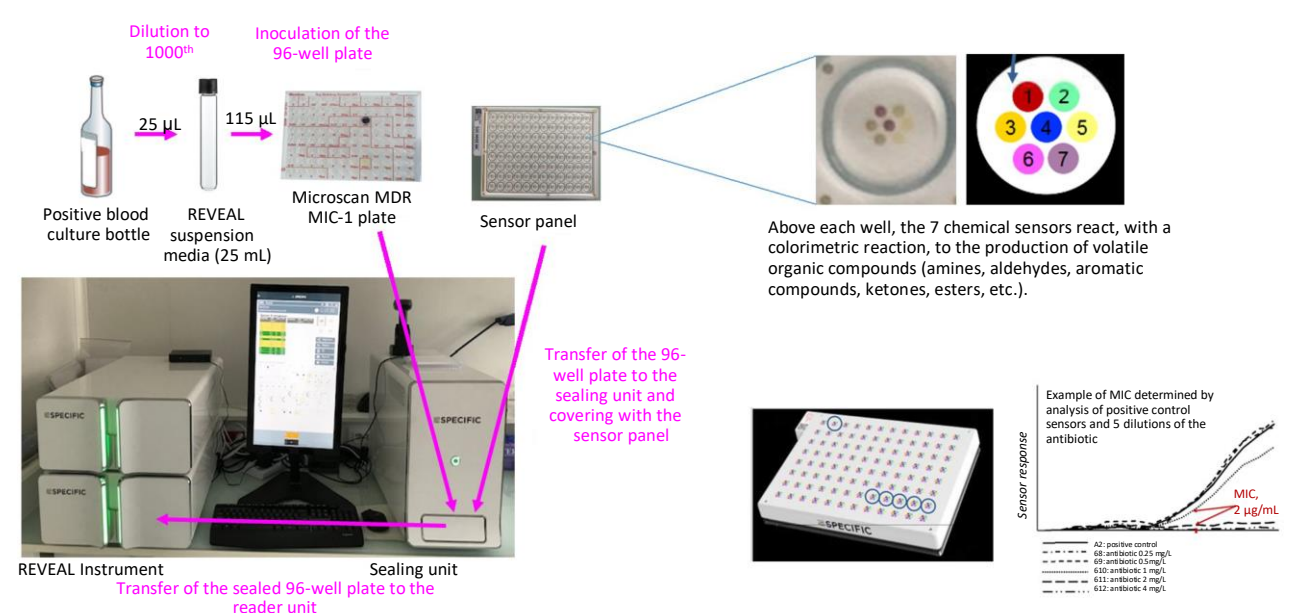 Dilution to
1000th
Inoculation of the
96-well plate
25 µL
115 µL
Positive blood
culture bottle
REVEAL
suspension
media (25 mL)
Microscan MDR
MIC-1 plate
Sensor panel
1
2
3
4
5
6
7
Above each well, the 7 chemical sensors react, with a
colorimetric reaction, to the production of volatile
organic compounds (amines, aldehydes, aromatic
compounds, ketones, esters, etc.).
SPECIFIC
SPECIFIC
SPECIFIC
Transfer of the 96-
well plate to the
sealing unit and
covering with the
sensor panel
REVEAL Instrument
Sealing unit
Transfer of the sealed 96-well plate to the
reader unit
SPECIFIC
Example of MIC determined by
analysis of positive control
sensors and 5 dilutions of the
antibiotic
Sensor response
MIC,
2 µg/mL
A2: positive control
68: antibiotic 0.25 mg/L
69: antibiotic 0.5mg/L
610: antibiotic 1 mg/L
611: antibiotic 2 mg/L
612: antibiotic 4 mg/L